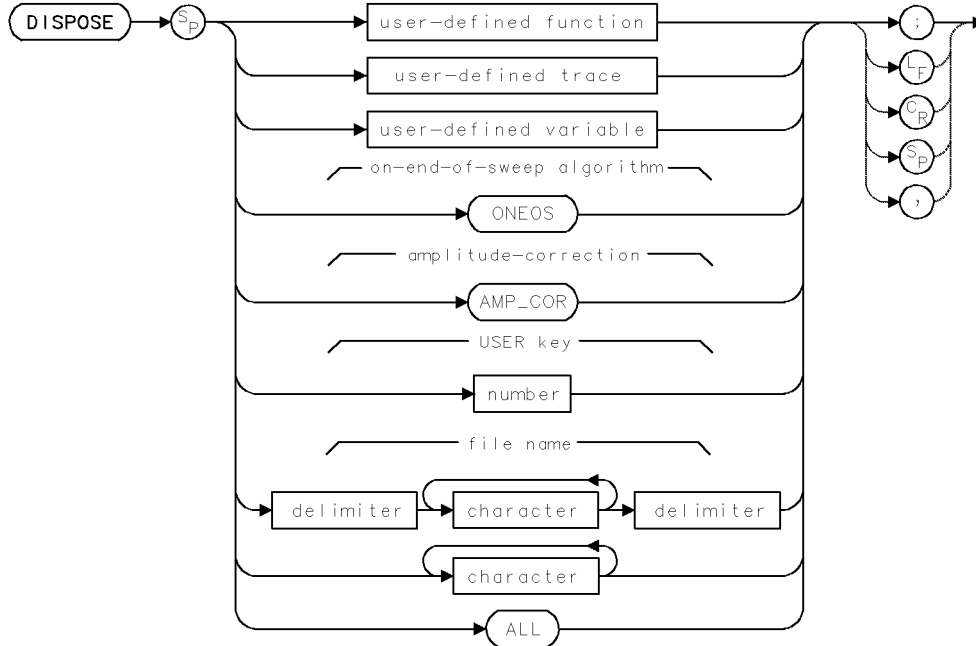 DISPOSE SP user-defined function ;
user-defined trace LF
user-defined variable CR
on-end-of-sweep algorithm SP
ONEOS ,
amplitude-correction
AMP_COR
USER key
number
file name
delimiter character delimiter
character
ALL